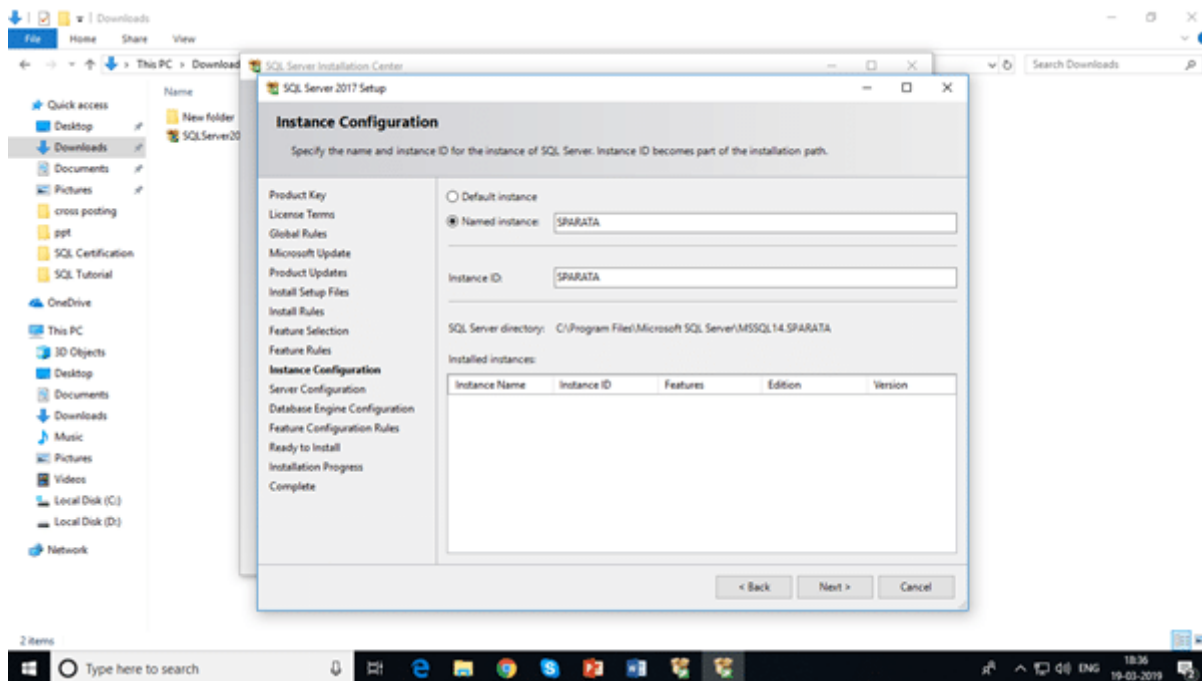 Downloads
File Home Share View
This PC > Download
Search Downloads
SQL Server Installation Center
SQL Server 2017 Setup
Instance Configuration
Specify the name and instance ID for the instance of SQL Server. Instance ID becomes part of the installation path.
Quick access
Desktop
Downloads
Documents
Pictures
cross posting
ppt
SQL Certification
SQL Tutorial
OneDrive
This PC
3D Objects
Desktop
Documents
Downloads
Music
Pictures
Videos
Local Disk (C:)
Local Disk (D:)
Network
Name
New folder
SQLServer20
Product Key
License Terms
Global Rules
Microsoft Update
Product Updates
Install Setup Files
Install Rules
Feature Selection
Feature Rules
Instance Configuration
Server Configuration
Database Engine Configuration
Feature Configuration Rules
Ready to Install
Installation Progress
Complete
Default instance
Named instance: SPARATA
Instance ID: SPARATA
SQL Server directory: C:\Program Files\Microsoft SQL Server\MSSQL14.SPARATA
Installed instances:
Instance Name Instance ID Features Edition Version
< Back Next > Cancel
2 items
Type here to search
ENG
18:36
19-03-2019